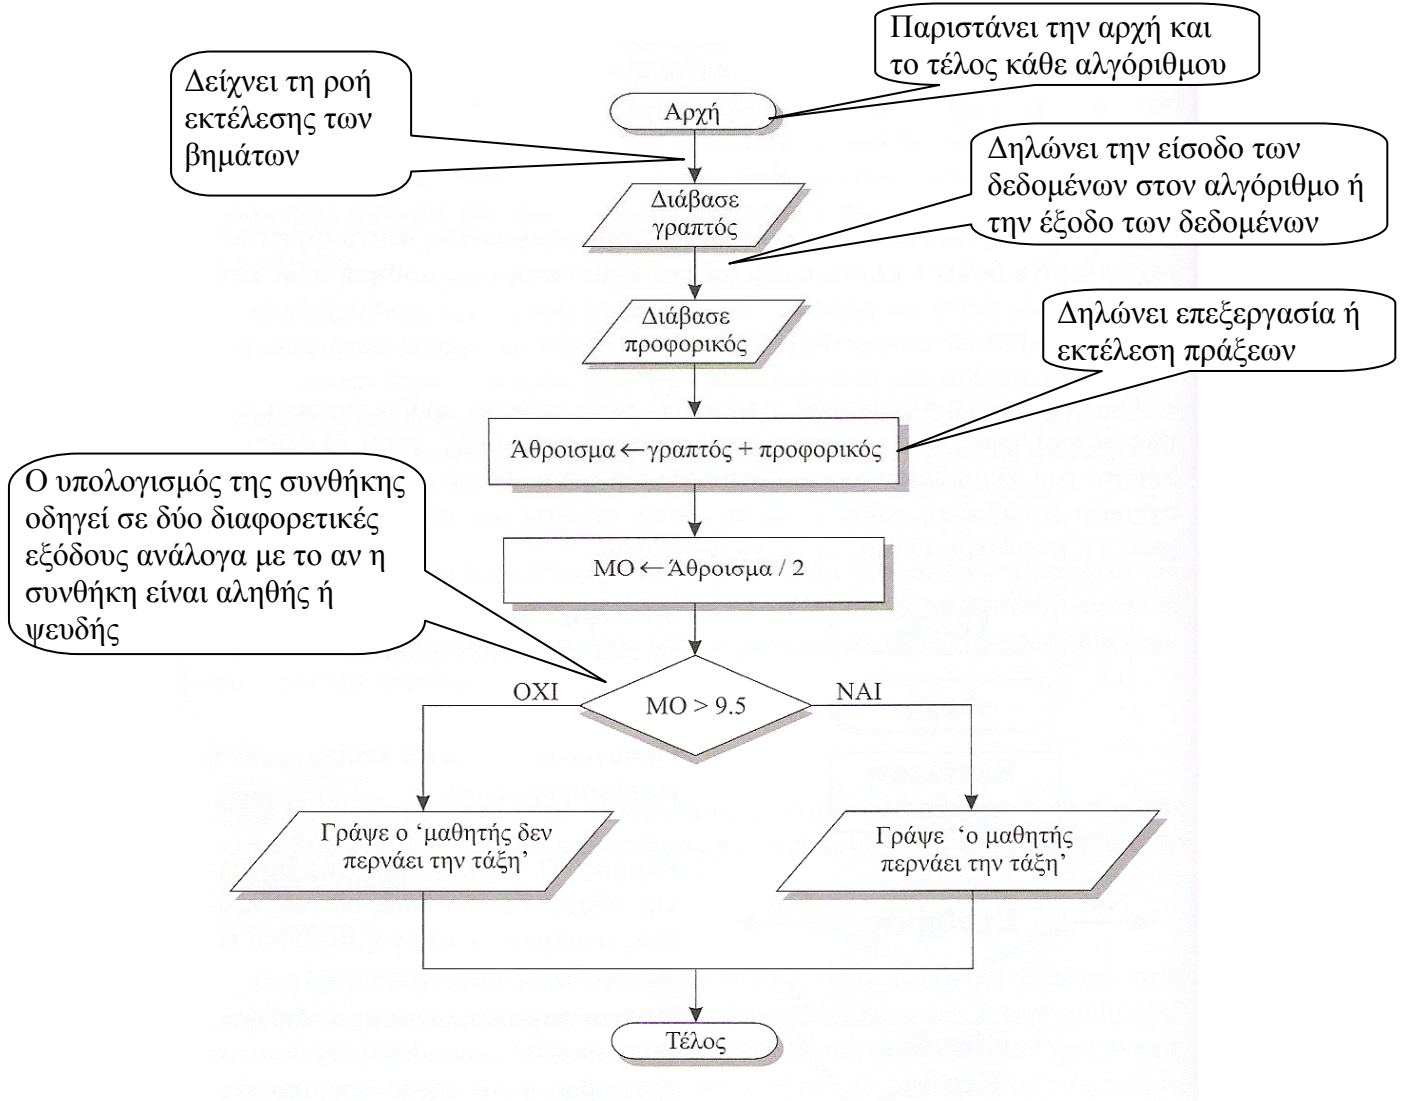 Παριστάνει την αρχή και
το τέλος κάθε αλγόριθμου
Δείχνει τη ροή
εκτέλεσης των
βημάτων
Αρχή
Δηλώνει την είσοδο των
δεδομένων στον αλγόριθμο ή
την έξοδο των δεδομένων
Διάβασε
γραπτός
Διάβασε
προφορικός
Δηλώνει επεξεργασία ή
εκτέλεση πράξεων
Άθροισμα ← γραπτός + προφορικός
Ο υπολογισμός της συνθήκης
οδηγεί σε δύο διαφορετικές
εξόδους ανάλογα με το αν η
συνθήκη είναι αληθής ή
ψευδής
ΜΟ ← Άθροισμα / 2
ΟΧΙ
ΜΟ > 9.5
ΝΑΙ
Γράψε ο ‘μαθητής δεν
περνάει την τάξη’
Γράψε ‘ο μαθητής
περνάει την τάξη’
Τέλος